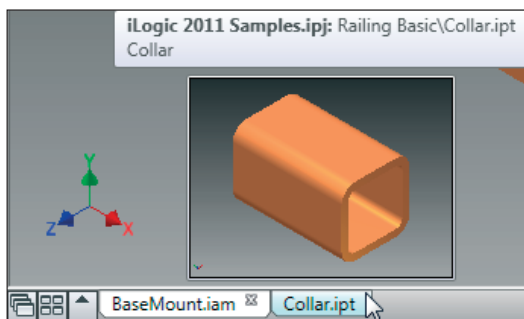 iLogic 2011 Samples.ipj: Railing Basic\Collar.ipt
Collar
Y
Z
X
BaseMount.iam
Collar.ipt